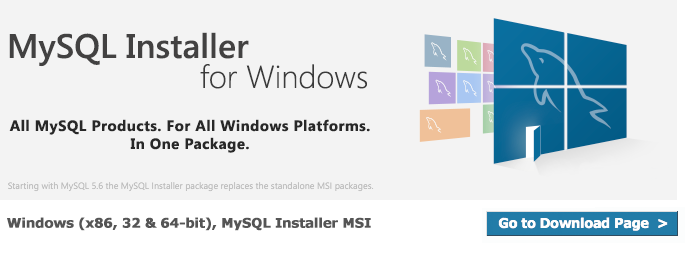 MySQL Installer
for Windows
All MySQL Products. For All Windows Platforms.
In One Package.
Starting with MySQL 5.6 the MySQL Installer package replaces the standalone MSI packages.
Windows (x86, 32 & 64-bit), MySQL Installer MSI
Go to Download Page >